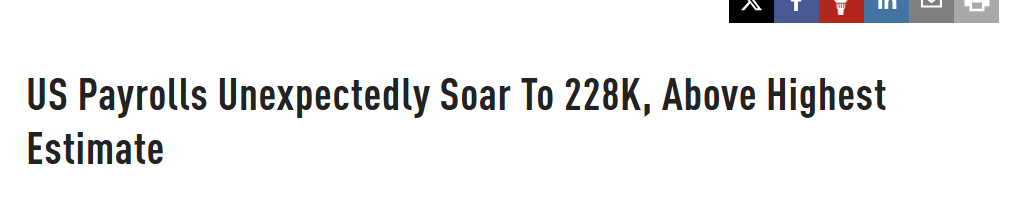 US Payrolls Unexpectedly Soar To 228K, Above Highest
Estimate